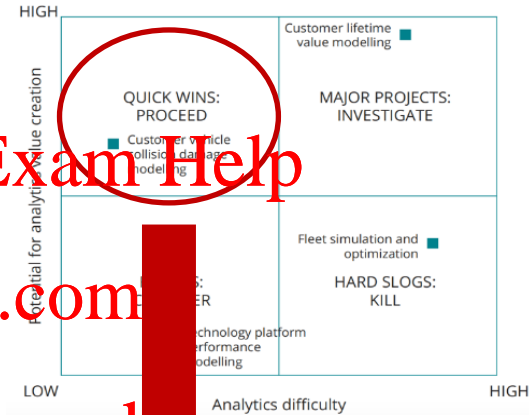 HIGH
Customer lifetime
value modelling
QUICK WINS:
PROCEED
MAJOR PROJECTS:
INVESTIGATE
Customer vehicle
collision damage
modelling
Exam Help
Potential for analytics value creation
Fleet simulation and
optimization
HARD SLOGS:
KILL
.com
technology platform
performance
modelling
LOW
HIGH
Analytics difficulty